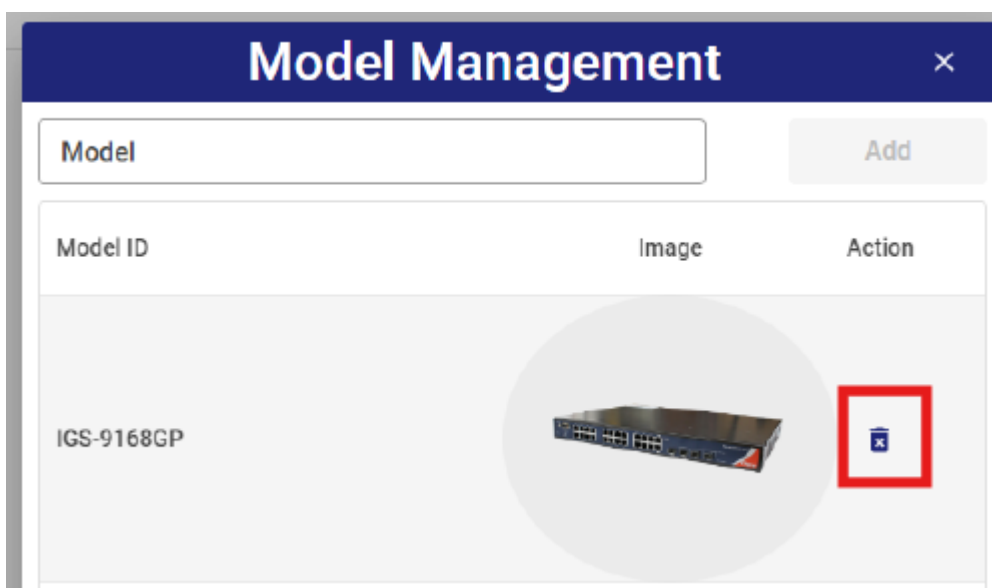 Model Management
Model
Add
Model ID
Image
Action
IGS-9168GP